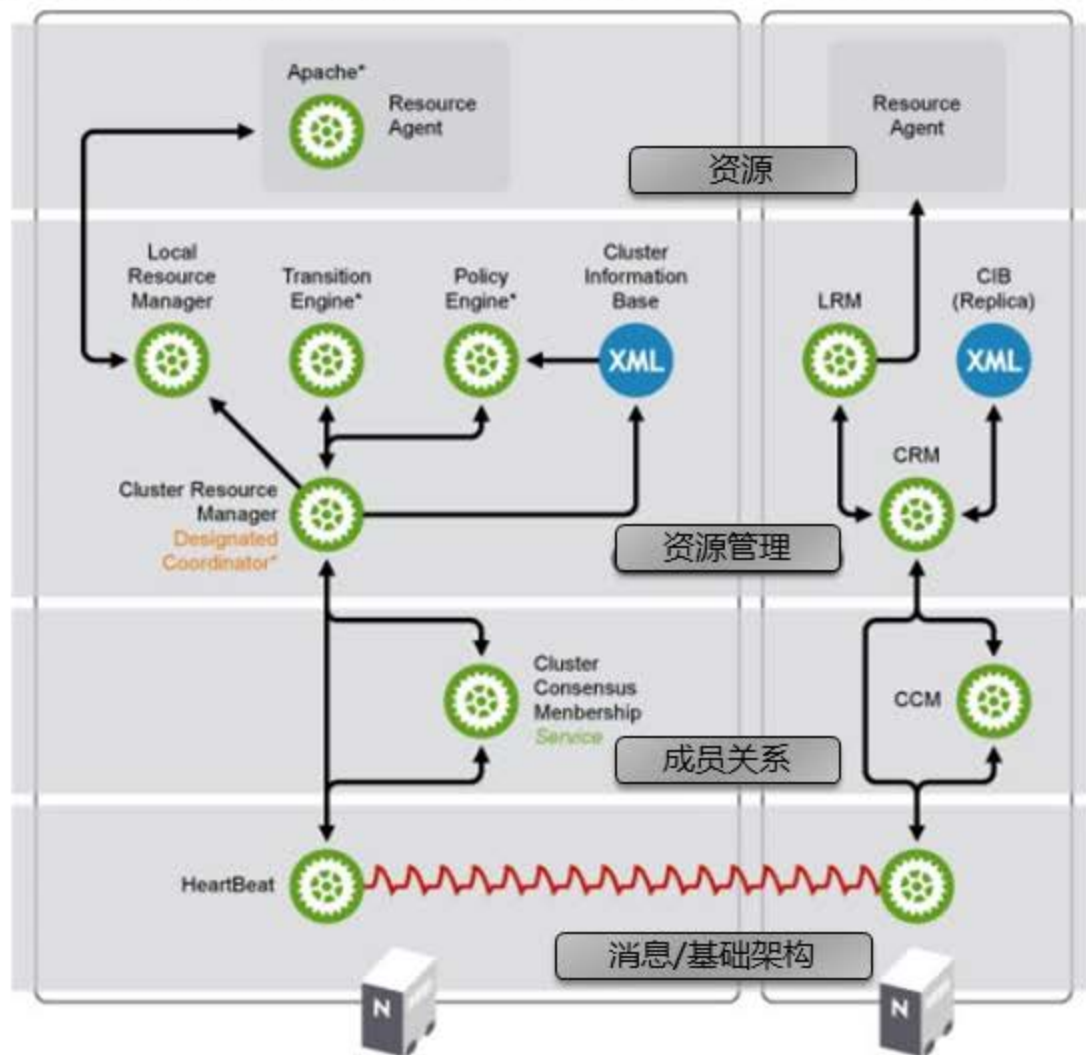 Apache*
Resource
Agent
Resource
Agent
资源
Local
Resource
Manager
Transition
Engine*
Policy
Engine*
Cluster
Information
Base
XML
LRM
CIB
(Replica)
XML
Cluster Resource
Manager
Designated
Coordinator*
CRM
资源管理
Cluster
Consensus
Menbership
Service
CCM
成员关系
HeartBeat
消息/基础架构
N
N